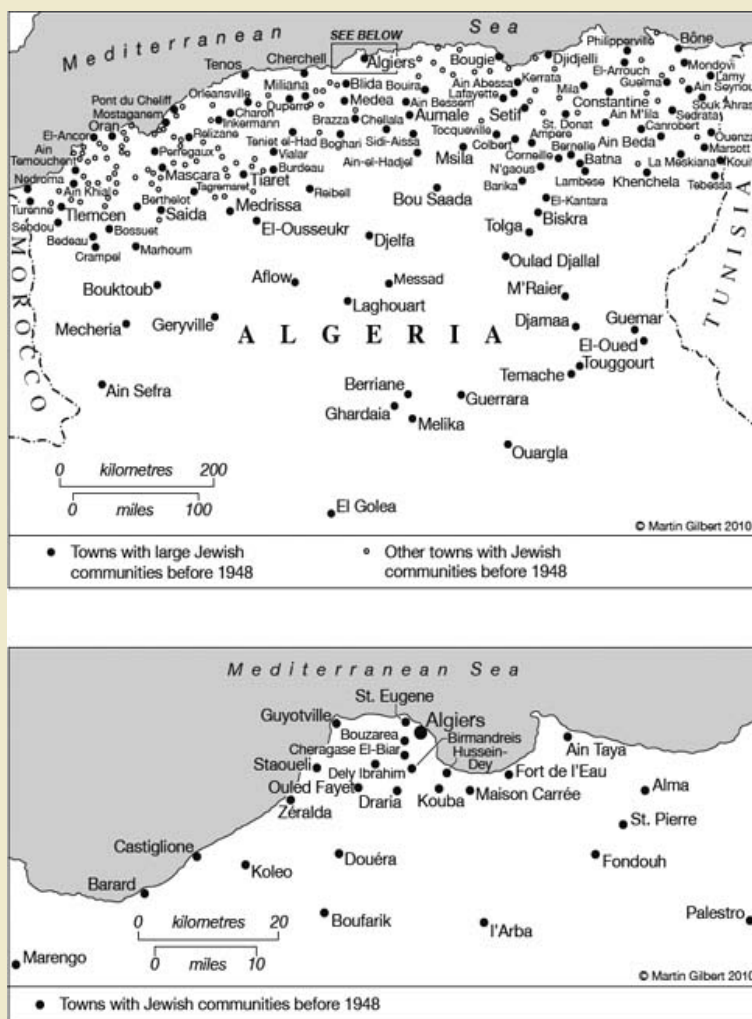 Mediterranean Sea
SEE BELOW
Algiers
Cherchell
Tenos
Bougie
Djidjelli
Philipperville
Bône
Mondovi
El-Arrouch
Lamy
Guelma
Ain Seynou
Souk Ahras
Orleansville
Miliana
Blida
Bouira
Ain Abessa
Kerrata
Lafayette
Mila
Constantine
Duperre
Medea
Ain Bessem
Pont du Cheliff
Mostaganem
Charon
Inkermann
Brazza
Chellala
Aumale
Setif
St. Donat
Ain M'lila
Sedrata
Tocqueville
Canrobert
Ouenza
Oran
El-Ancor
Relizane
Teniet el-Had
Boghari
Sidi-Aissa
Colbert
Ampere
Ain Beda
Marsott
Ain
Temouchent
Perregaux
Vialar
Ain-el-Hadjel
Msila
Corneille
Bernelle
Batna
La Meskiana
Kouif
Mascara
Burdeau
N'gaous
Nedroma
Ain Khial
Tiaret
Tagremaret
Reibell
Barika
Lambese
Khenchela
Tebessa
Turenne
Tlemcen
Berthelot
Saida
Medrissa
Bou Saada
El-Kantara
Sebdou
Bedeau
Bossuet
El-Ousseukr
Tolga
Biskra
Crampel
Marhoum
Djelfa
Oulad Djallal
MOROCCO
TUNISIA
Bouktoub
Aflow
Messad
M'Raier
Laghouart
Mecheria
Geryville
ALGERIA
Djamaa
Guemar
El-Oued
Touggourt
Temache
Ain Sefra
Berriane
Guerrara
Ghardaia
Melika
Ouargla
0 kilometres 200
0 miles 100
El Golea
© Martin Gilbert 2010
Towns with large Jewish
communities before 1948
Other towns with Jewish
communities before 1948
Mediterranean Sea
St. Eugene
Guyotville
Algiers
Bouzarea
Birmandreis
Cheragase El-Biar
Hussein-
Dey
Ain Taya
Staoueli
Dely Ibrahim
Fort de l'Eau
Ouled Fayet
Draria
Kouba
Maison Carrée
Alma
Zéralda
St. Pierre
Castiglione
Koleo
Douéra
Fondouh
Barard
0 kilometres 20
Boufarik
l'Arba
Palestro
0 miles 10
Marengo
© Martin Gilbert 2010
Towns with Jewish communities before 1948